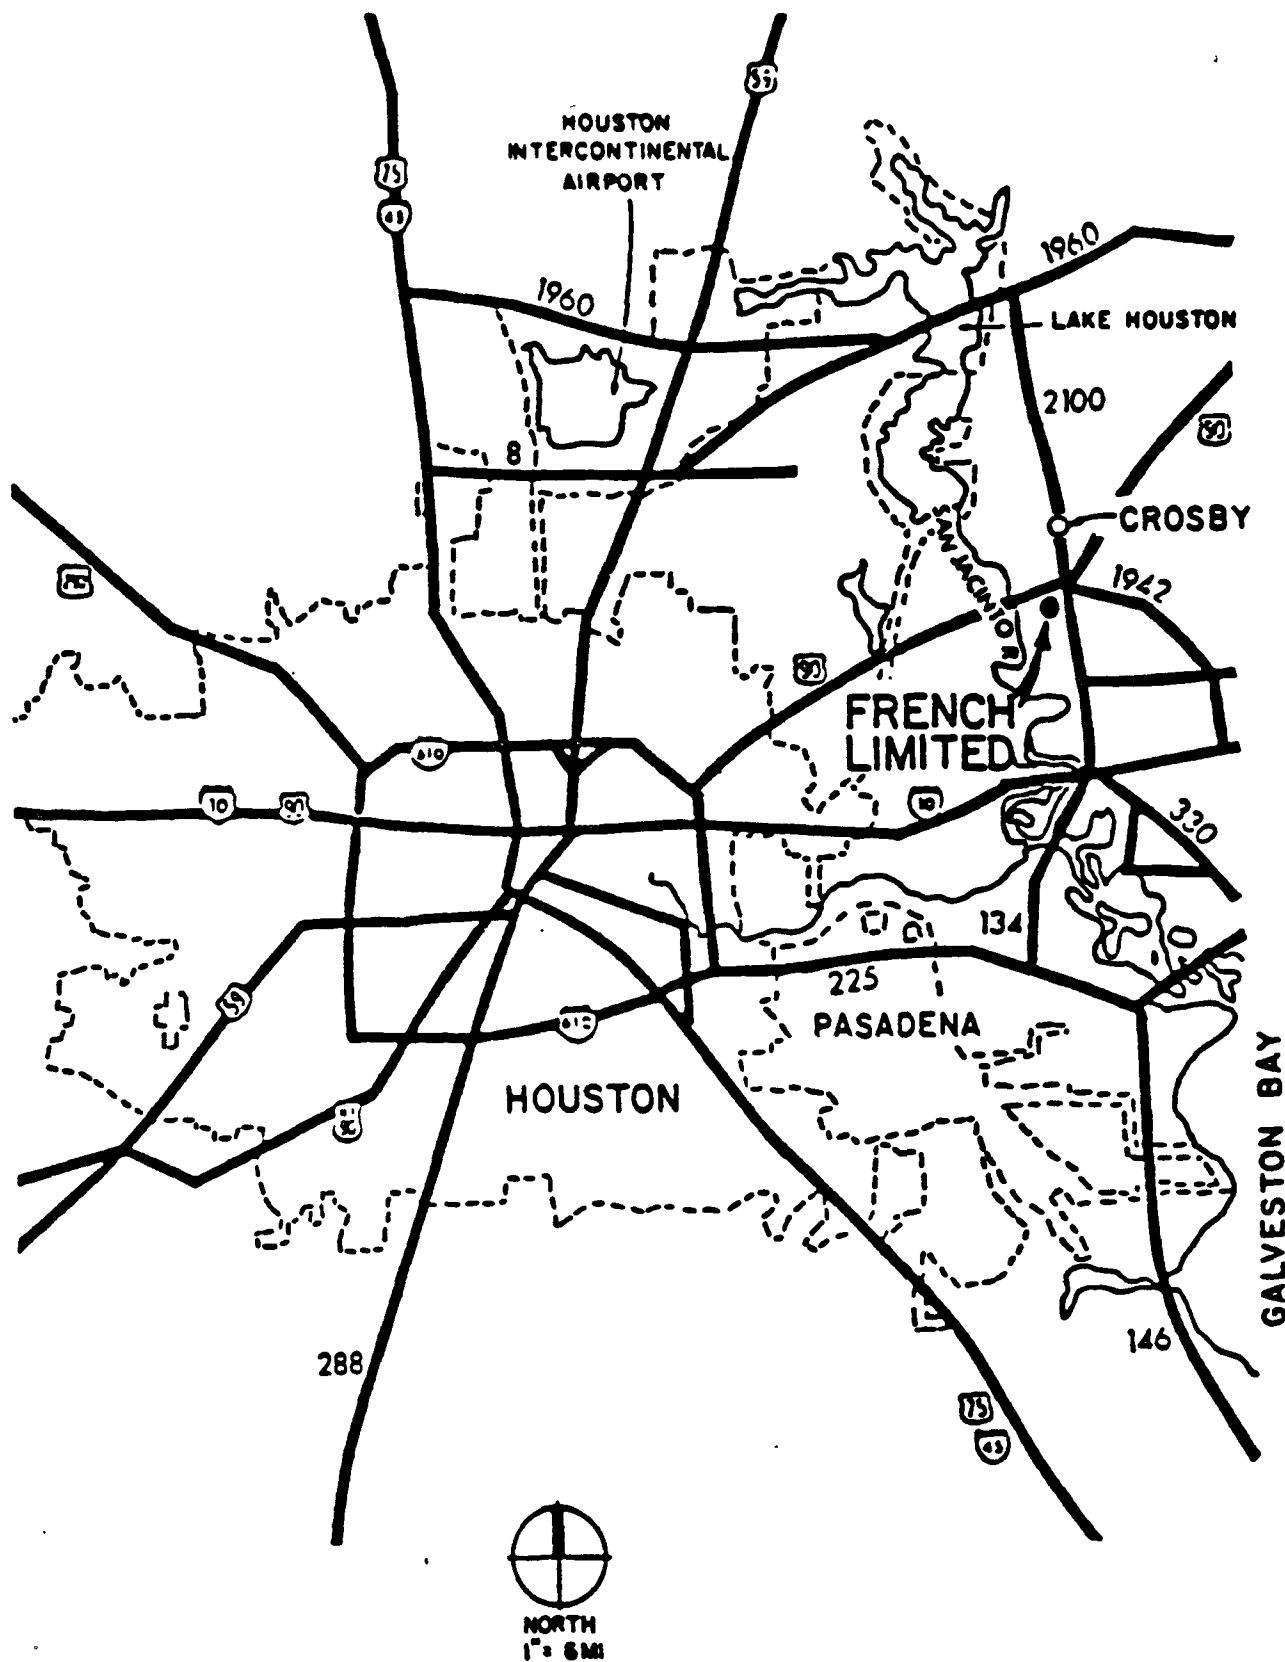 59
HOUSTON
INTERCONTINENTAL
AIRPORT
75
45
1960
1960
LAKE HOUSTON
2100
90
8
CROSBY
SAN JACINTO R.
1942
90
FRENCH
LIMITED
610
10
90
10
330
134
59
225
610
PASADENA
HOUSTON
90
GALVESTON BAY
288
146
75
45
NORTH
1" = 6 MI